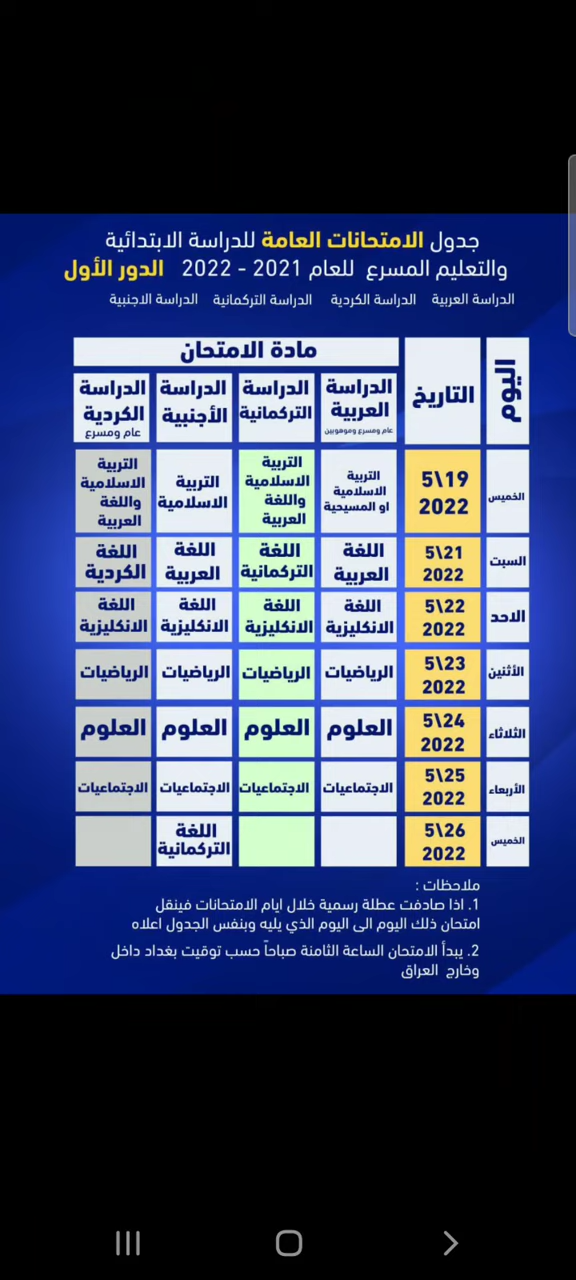 جدول الامتحانات العامة للدراسة الابتدائية
والتعليم المسرع للعام 2021 - 2022 الدور الأول
الدراسة العربية الدراسة الكردية الدراسة التركمانية الدراسة الاجنبية
اليوم
التاريخ
مادة الامتحان
الدراسة
العربية
عام ومسرع وموهوبين
الدراسة
التركمانية
الدراسة
الأجنبية
الدراسة
الكردية
عام ومسرع
الخميس
5\19
2022
التربية
الاسلامية
او المسيحية
التربية
الاسلامية
واللغة
العربية
التربية
الاسلامية
التربية
الاسلامية
واللغة
العربية
السبت
5\21
2022
اللغة
العربية
اللغة
التركمانية
اللغة
العربية
اللغة
الكردية
الاحد
5\22
2022
اللغة
الانكليزية
اللغة
الانكليزية
اللغة
الانكليزية
اللغة
الانكليزية
الأثنين
5\23
2022
الرياضيات
الرياضيات
الرياضيات
الرياضيات
الثلاثاء
5\24
2022
العلوم
العلوم
العلوم
العلوم
الأربعاء
5\25
2022
الاجتماعيات
الاجتماعيات
الاجتماعيات
الاجتماعيات
الخميس
5\26
2022
اللغة
التركمانية
ملاحظات :
1. اذا صادفت عطلة رسمية خلال ايام الامتحانات فينقل
امتحان ذلك اليوم الى اليوم الذي يليه وبنفس الجدول اعلاه
2. يبدأ الامتحان الساعة الثامنة صباحاً حسب توقيت بغداد داخل
وخارج العراق